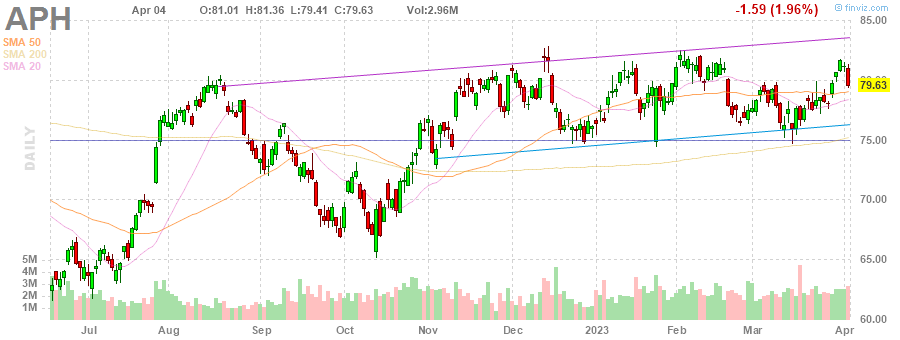 APH Apr 04 O:81.01 H:81.36 L:79.41 C:79.63 Vol:2.96M -1.59 (1.96%) © finviz.com
SMA 50
SMA 200
SMA 20
DAILY
85.00
80.00
79.63
75.00
70.00
65.00
60.00
5M
4M
3M
2M
1M
Jul Aug Sep Oct Nov Dec 2023 Feb Mar Apr